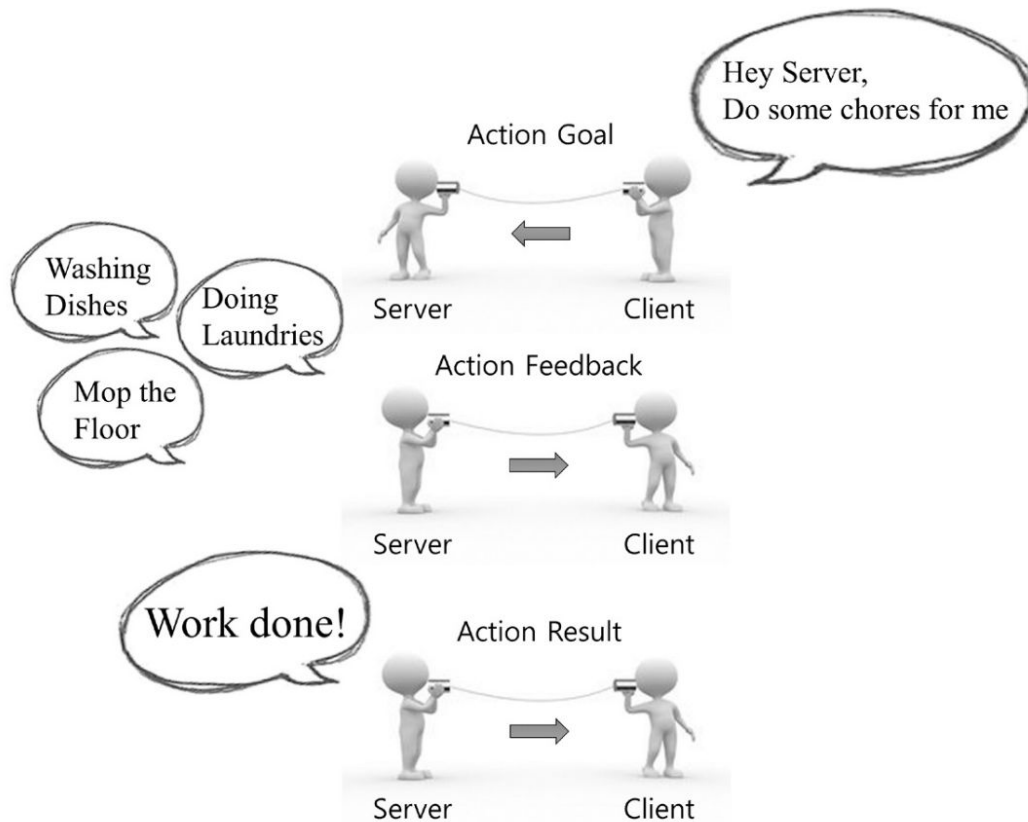 Hey Server,
Do some chores for me
Action Goal
Server
Client
Washing
Dishes
Doing
Laundries
Mop the
Floor
Action Feedback
Server
Client
Work done!
Action Result
Server
Client